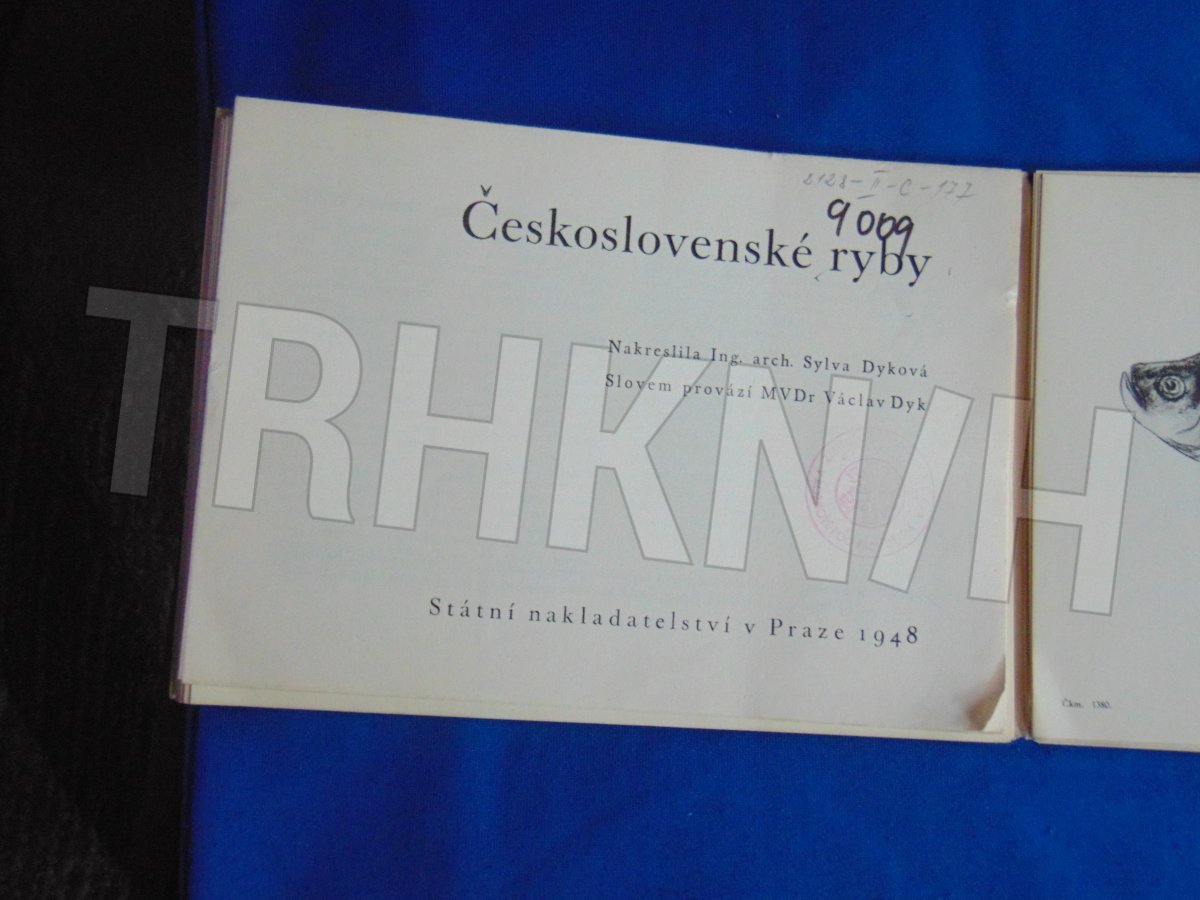 2128-II-C-177
9009
Československé ryby
Nakreslila Ing. arch. Sylva Dyková
Slovem provází MVDr Václav Dyk
TRHKNIH
Státní nakladatelství v Praze 1948
Čkm. 1380.